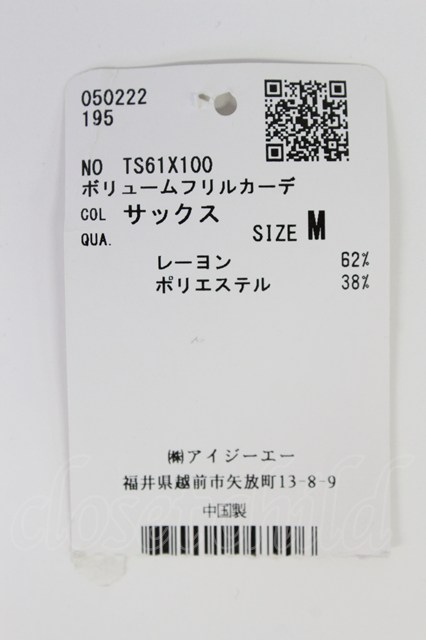 050222
195
NO TS61X100
ボリュームフリルカーデ
COL サックス
QUA. SIZE M
レーヨン 62%
ポリエステル 38%
㈱アイジーエー
福井県越前市矢放町13-8-9
中国製
closet child